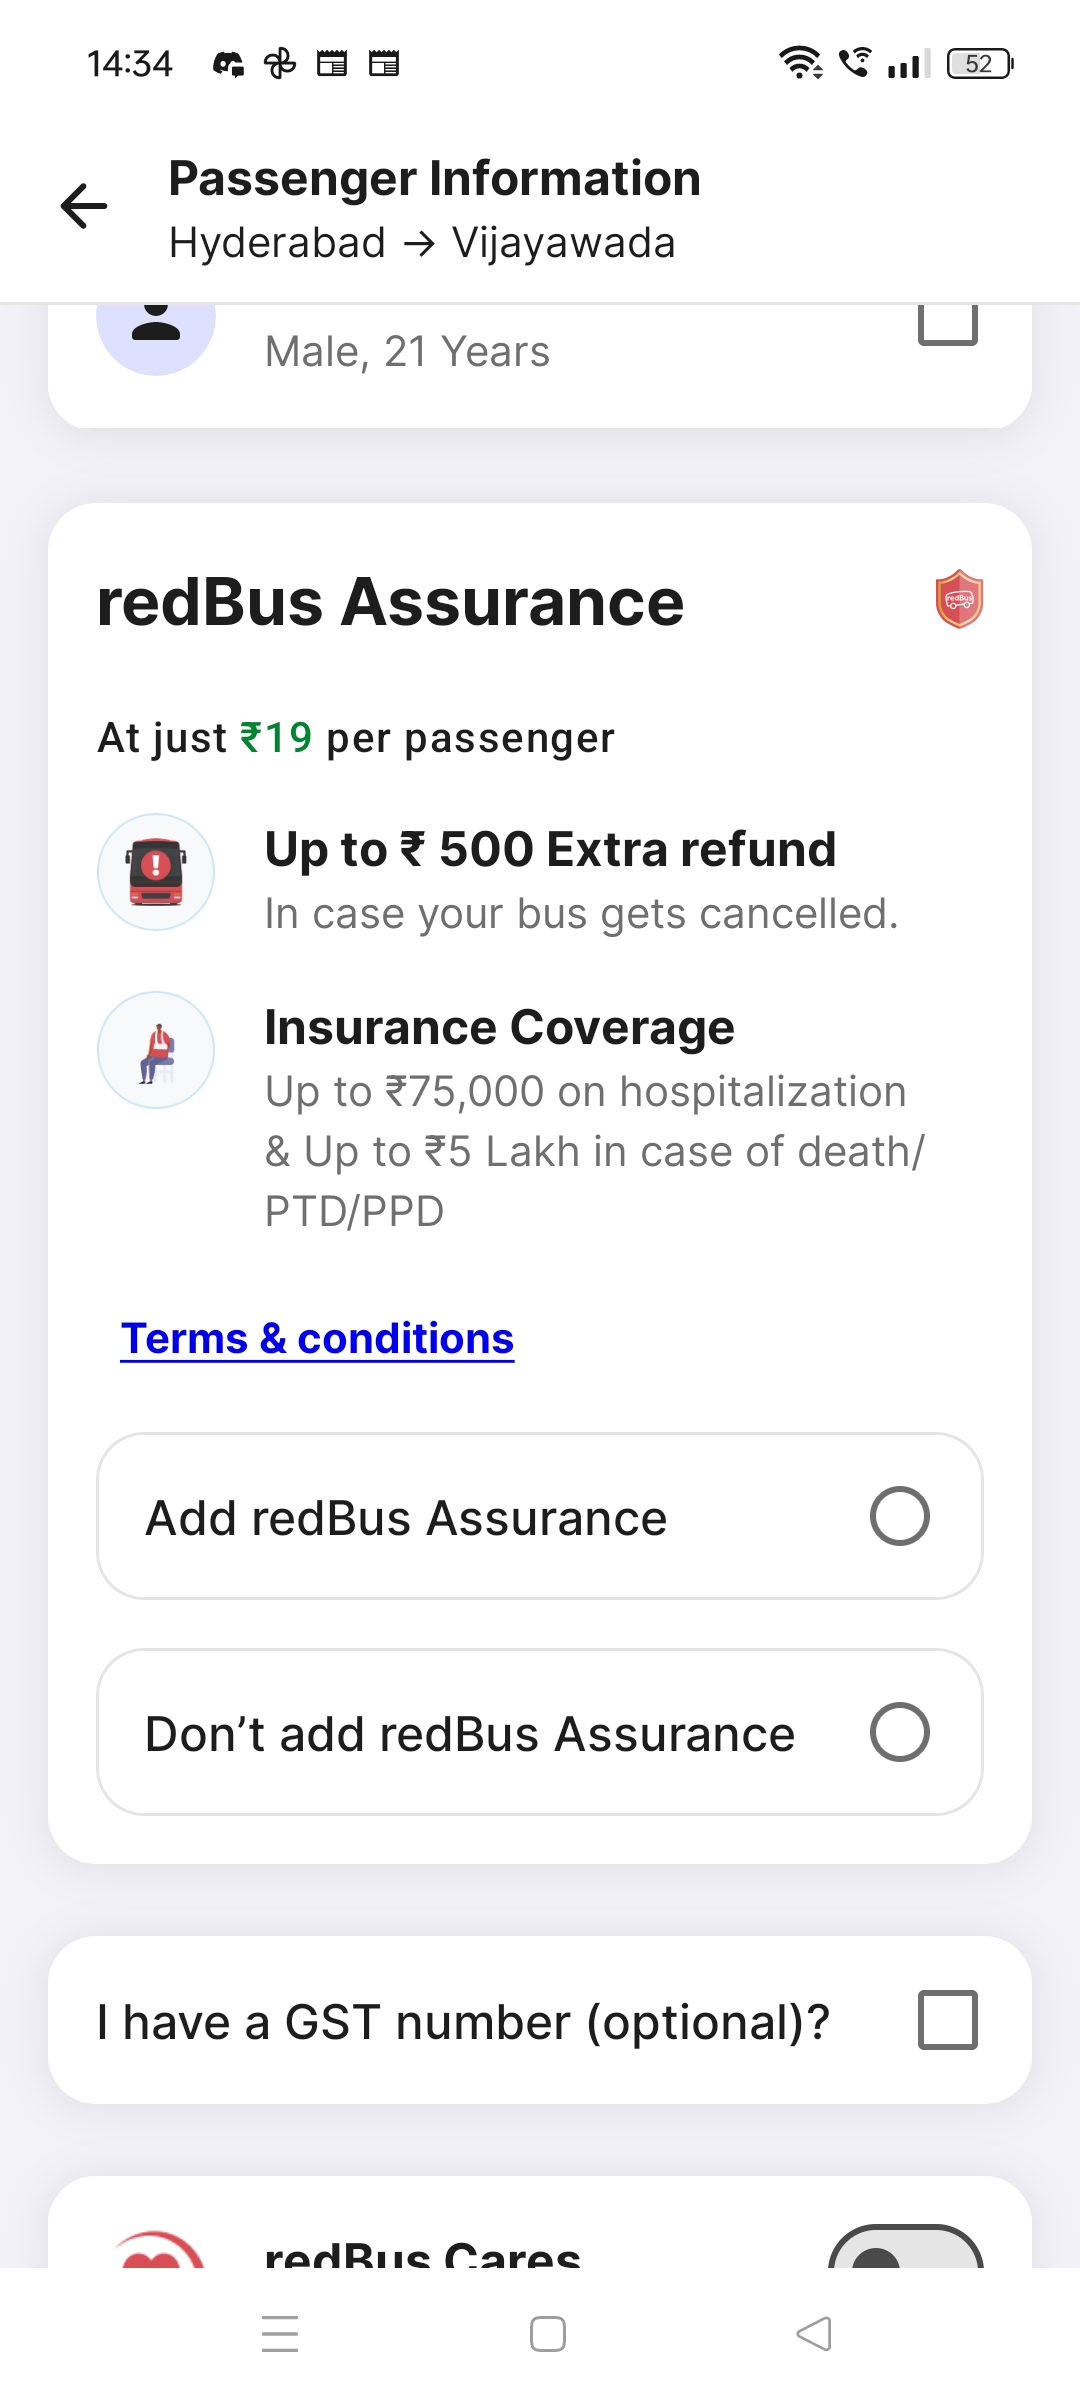 14:34
52
Passenger Information
Hyderabad → Vijayawada
Male, 21 Years
redBus Assurance
redBus
At just ₹19 per passenger
Up to ₹ 500 Extra refund
In case your bus gets cancelled.
Insurance Coverage
Up to ₹75,000 on hospitalization
& Up to ₹5 Lakh in case of death/
PTD/PPD
Terms & conditions
Add redBus Assurance
Don’t add redBus Assurance
I have a GST number (optional)?
redBus Cares